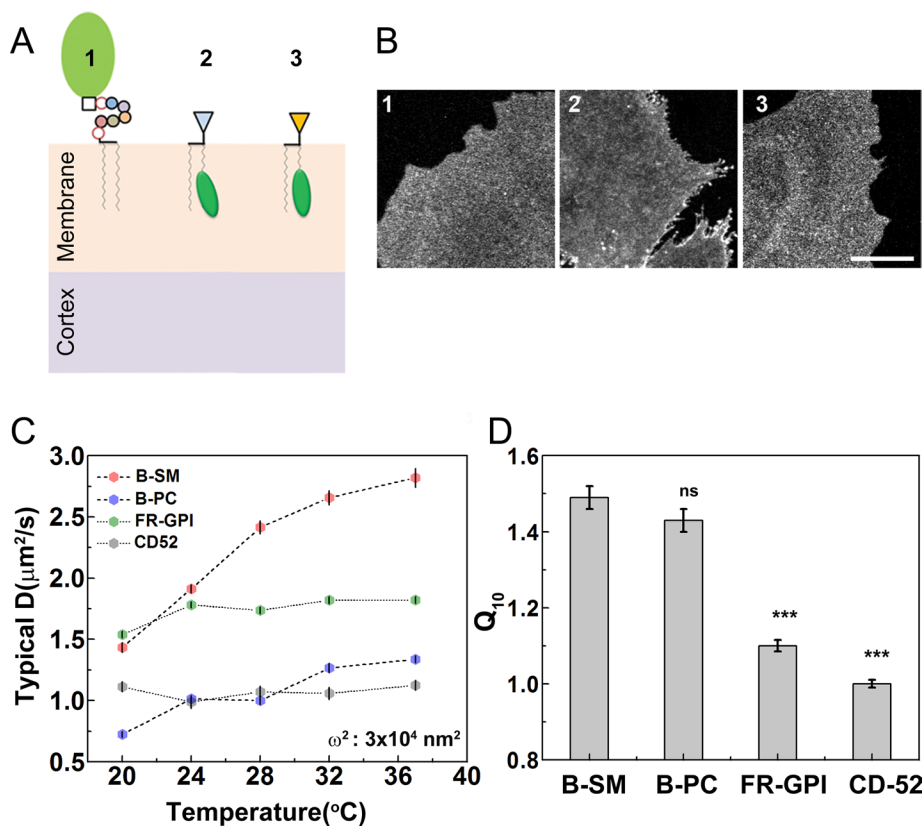 A
1 2 3
Membrane
Cortex
B
1 2 3
C
Typical D(μm²/s)
3.0
2.5
2.0
1.5
1.0
0.5
B-SM
B-PC
FR-GPI
CD52
ω² : 3x10⁴ nm²
20 24 28 32 36 40
Temperature(°C)
D
Q₁₀
1.6
1.4
1.2
1.0
0.8
ns
***
***
B-SM B-PC FR-GPI CD-52